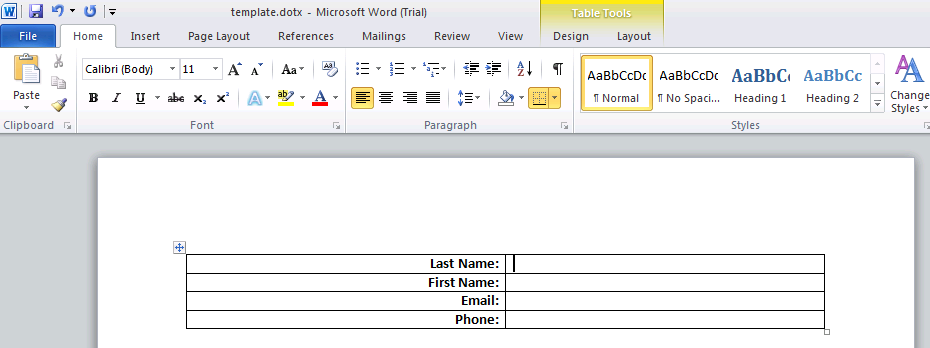 template.dotx - Microsoft Word (Trial)
Table Tools
File Home Insert Page Layout References Mailings Review View Design Layout
Calibri (Body) 11 A A Aa A Z
AaBbCcDc AaBbCcDc AaBbC AaBbCc A A
Paste B I U abc X₂ X² A ab A ¶ Normal ¶ No Spaci... Heading 1 Heading 2 Change Styles
Clipboard Font Paragraph Styles
Last Name:
First Name:
Email:
Phone: